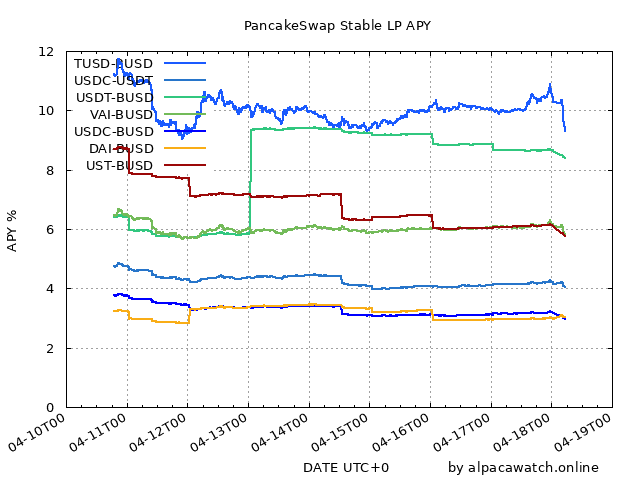 PancakeSwap Stable LP APY
12
10
8
6
4
2
0
APY %
TUSD-BUSD
USDC-USDT
USDT-BUSD
VAI-BUSD
USDC-BUSD
DAI-BUSD
UST-BUSD
04-10T00
04-11T00
04-12T00
04-13T00
04-14T00
04-15T00
04-16T00
04-17T00
04-18T00
04-19T00
DATE UTC+0
by alpacawatch.online